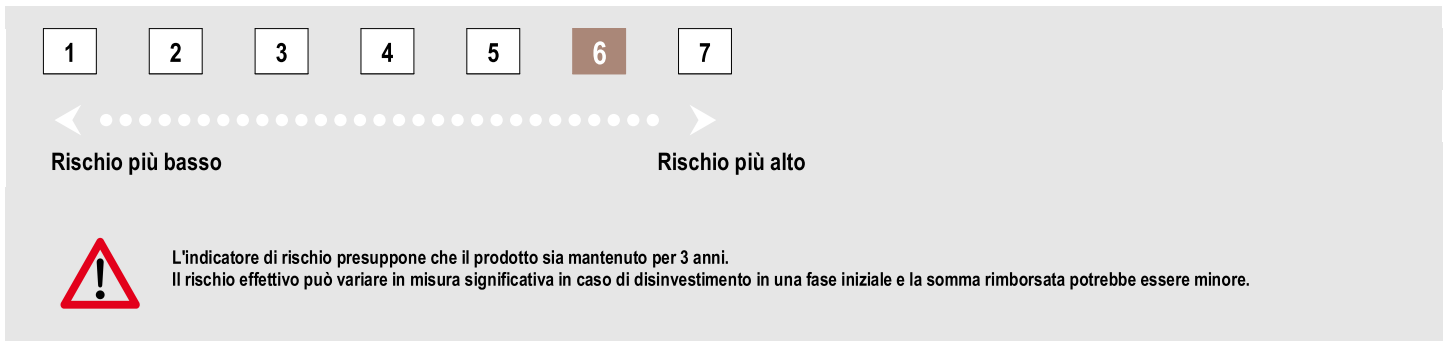 1 2 3 4 5 6 7
Rischio più basso Rischio più alto
L'indicatore di rischio presuppone che il prodotto sia mantenuto per 3 anni.
Il rischio effettivo può variare in misura significativa in caso di disinvestimento in una fase iniziale e la somma rimborsata potrebbe essere minore.